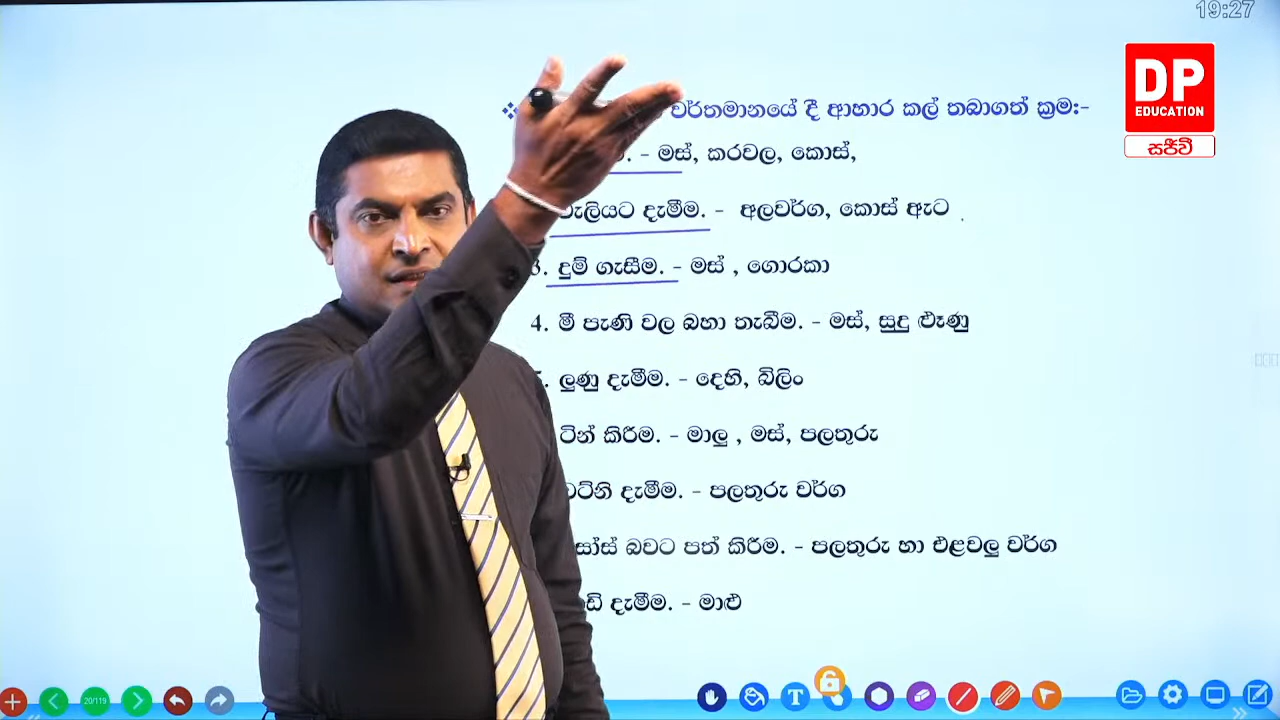 19:27
DP
EDUCATION
සජීවී
වර්තමානයේ දී ආහාර කල් තබාගත් ක්‍රම:-
- මස්, කරවල, කොස්,
වැලියට දැමීම. - අලවර්ග, කොස් ඇට
3. දුම් ගැසීම. - මස් , ගොරකා
4. මී පැණි වල බහා තැබීම. - මස්, සුදු ළූණු
ලුණු දැමීම. - දෙහි, බිලිං
ටින් කිරීම. - මාලු , මස්, පලතුරු
දැමීම. - පලතුරු වර්ග
සෝස් බවට පත් කිරීම. - පලතුරු හා එළවලු වර්ග
දැමීම. - මාළු
20/119
T